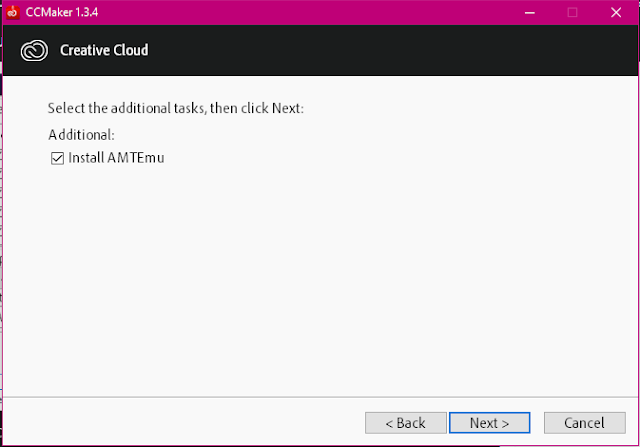 CCMaker 1.3.4
Creative Cloud
Select the additional tasks, then click Next:
Additional:
Install AMTEmu
< Back Next > Cancel